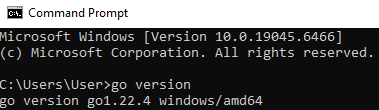 Command Prompt
Microsoft Windows [Version 10.0.19045.6466]
(c) Microsoft Corporation. All rights reserved.
C:\Users\User>go version
go version go1.22.4 windows/amd64